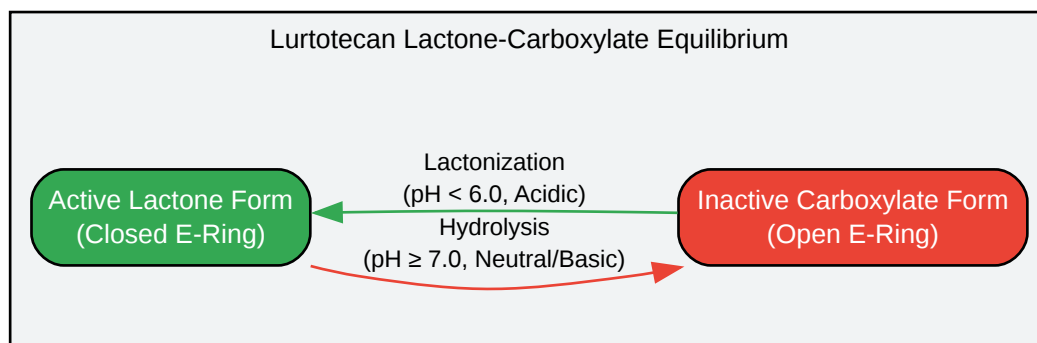 Lurtotecan Lactone-Carboxylate Equilibrium
Lactonization
(pH < 6.0, Acidic)
Active Lactone Form
(Closed E-Ring)
Inactive Carboxylate Form
(Open E-Ring)
Hydrolysis
(pH ≥ 7.0, Neutral/Basic)